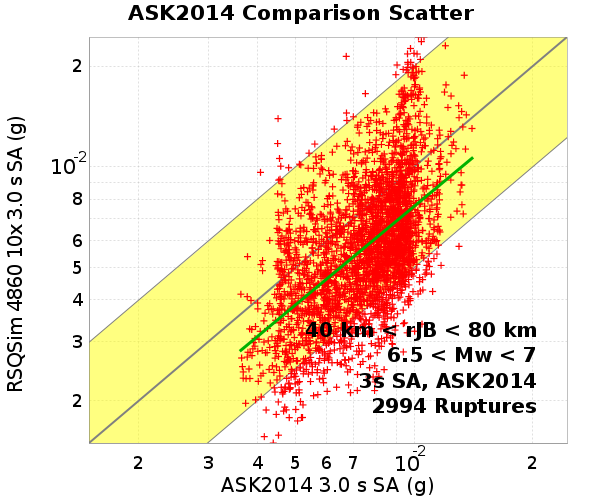 ASK2014 Comparison Scatter
RSQSim 4860 10x 3.0 s SA (g)
2
10-2
8
6
5
4
3
2
40 km < rJB < 80 km
6.5 < Mw < 7
3s SA, ASK2014
2994 Ruptures
2 3 4 5 6 7 10-2 2
ASK2014 3.0 s SA (g)